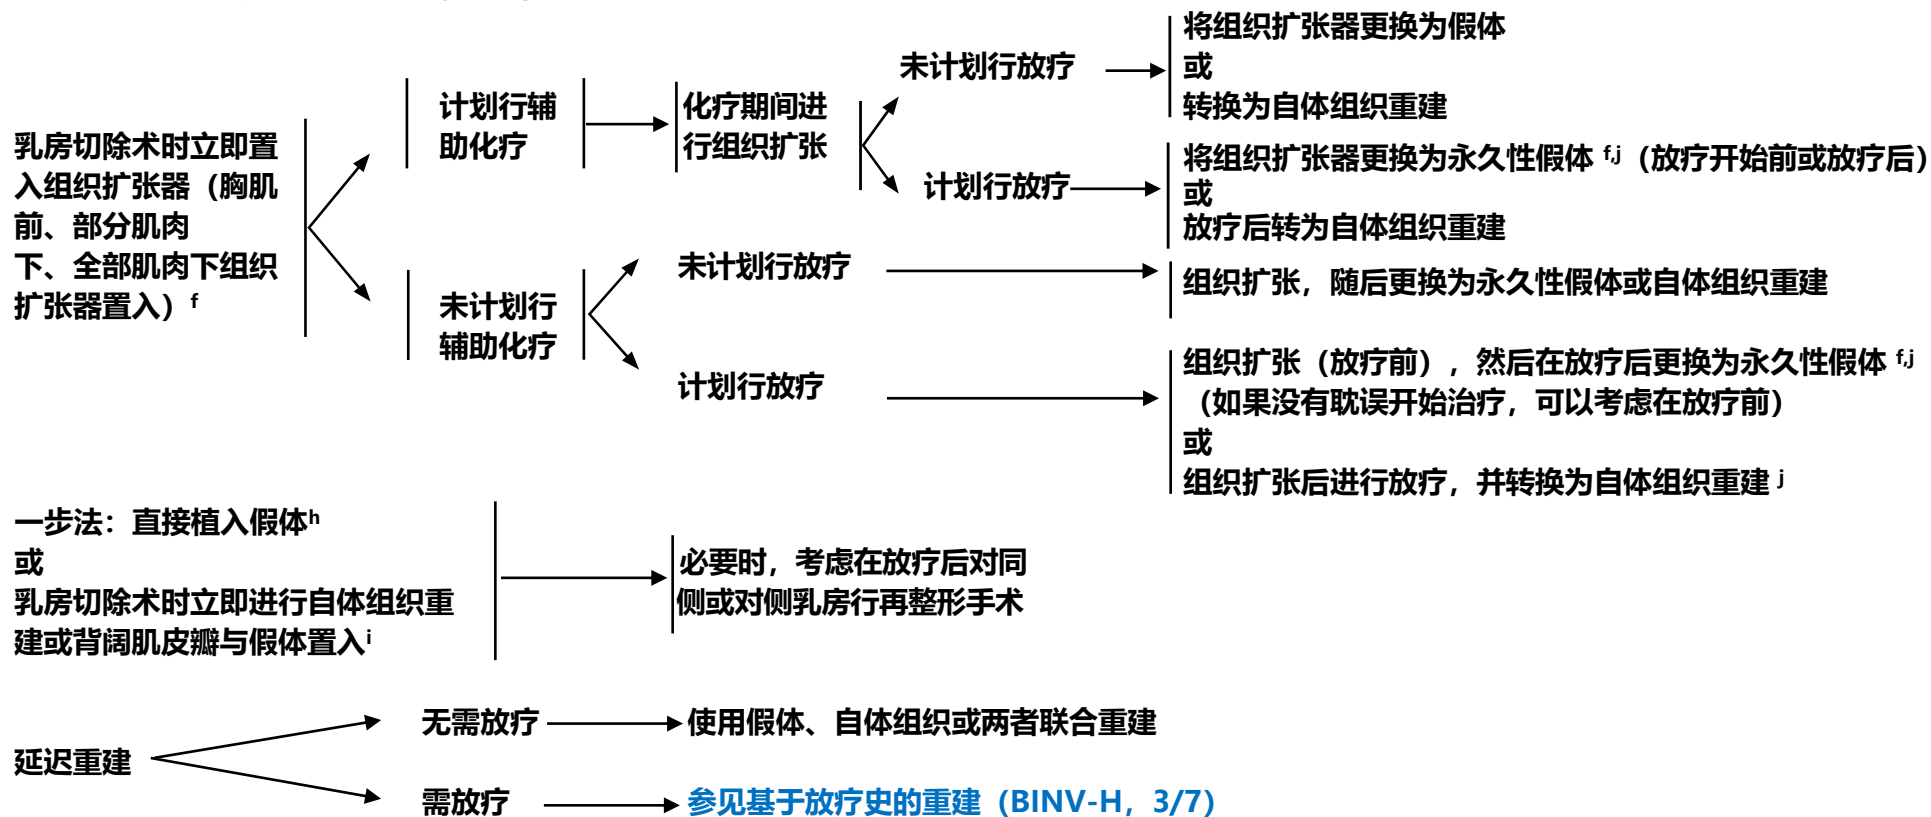 乳房切除术时立即置
入组织扩张器（胸肌
前、部分肌肉
下、全部肌肉下组织
扩张器置入）f
计划行辅
助化疗
化疗期间进
行组织扩张
未计划行放疗
将组织扩张器更换为假体
或
转换为自体组织重建
计划行放疗
将组织扩张器更换为永久性假体 f,j（放疗开始前或放疗后）
或
放疗后转为自体组织重建
未计划行
辅助化疗
未计划行放疗
组织扩张，随后更换为永久性假体或自体组织重建
计划行放疗
组织扩张（放疗前），然后在放疗后更换为永久性假体 f,j
（如果没有耽误开始治疗，可以考虑在放疗前）
或
组织扩张后进行放疗，并转换为自体组织重建 j
一步法：直接植入假体h
或
乳房切除术时立即进行自体组织重
建或背阔肌皮瓣与假体置入i
必要时，考虑在放疗后对同
侧或对侧乳房行再整形手术
延迟重建
无需放疗
使用假体、自体组织或两者联合重建
需放疗
参见基于放疗史的重建（BINV-H，3/7）